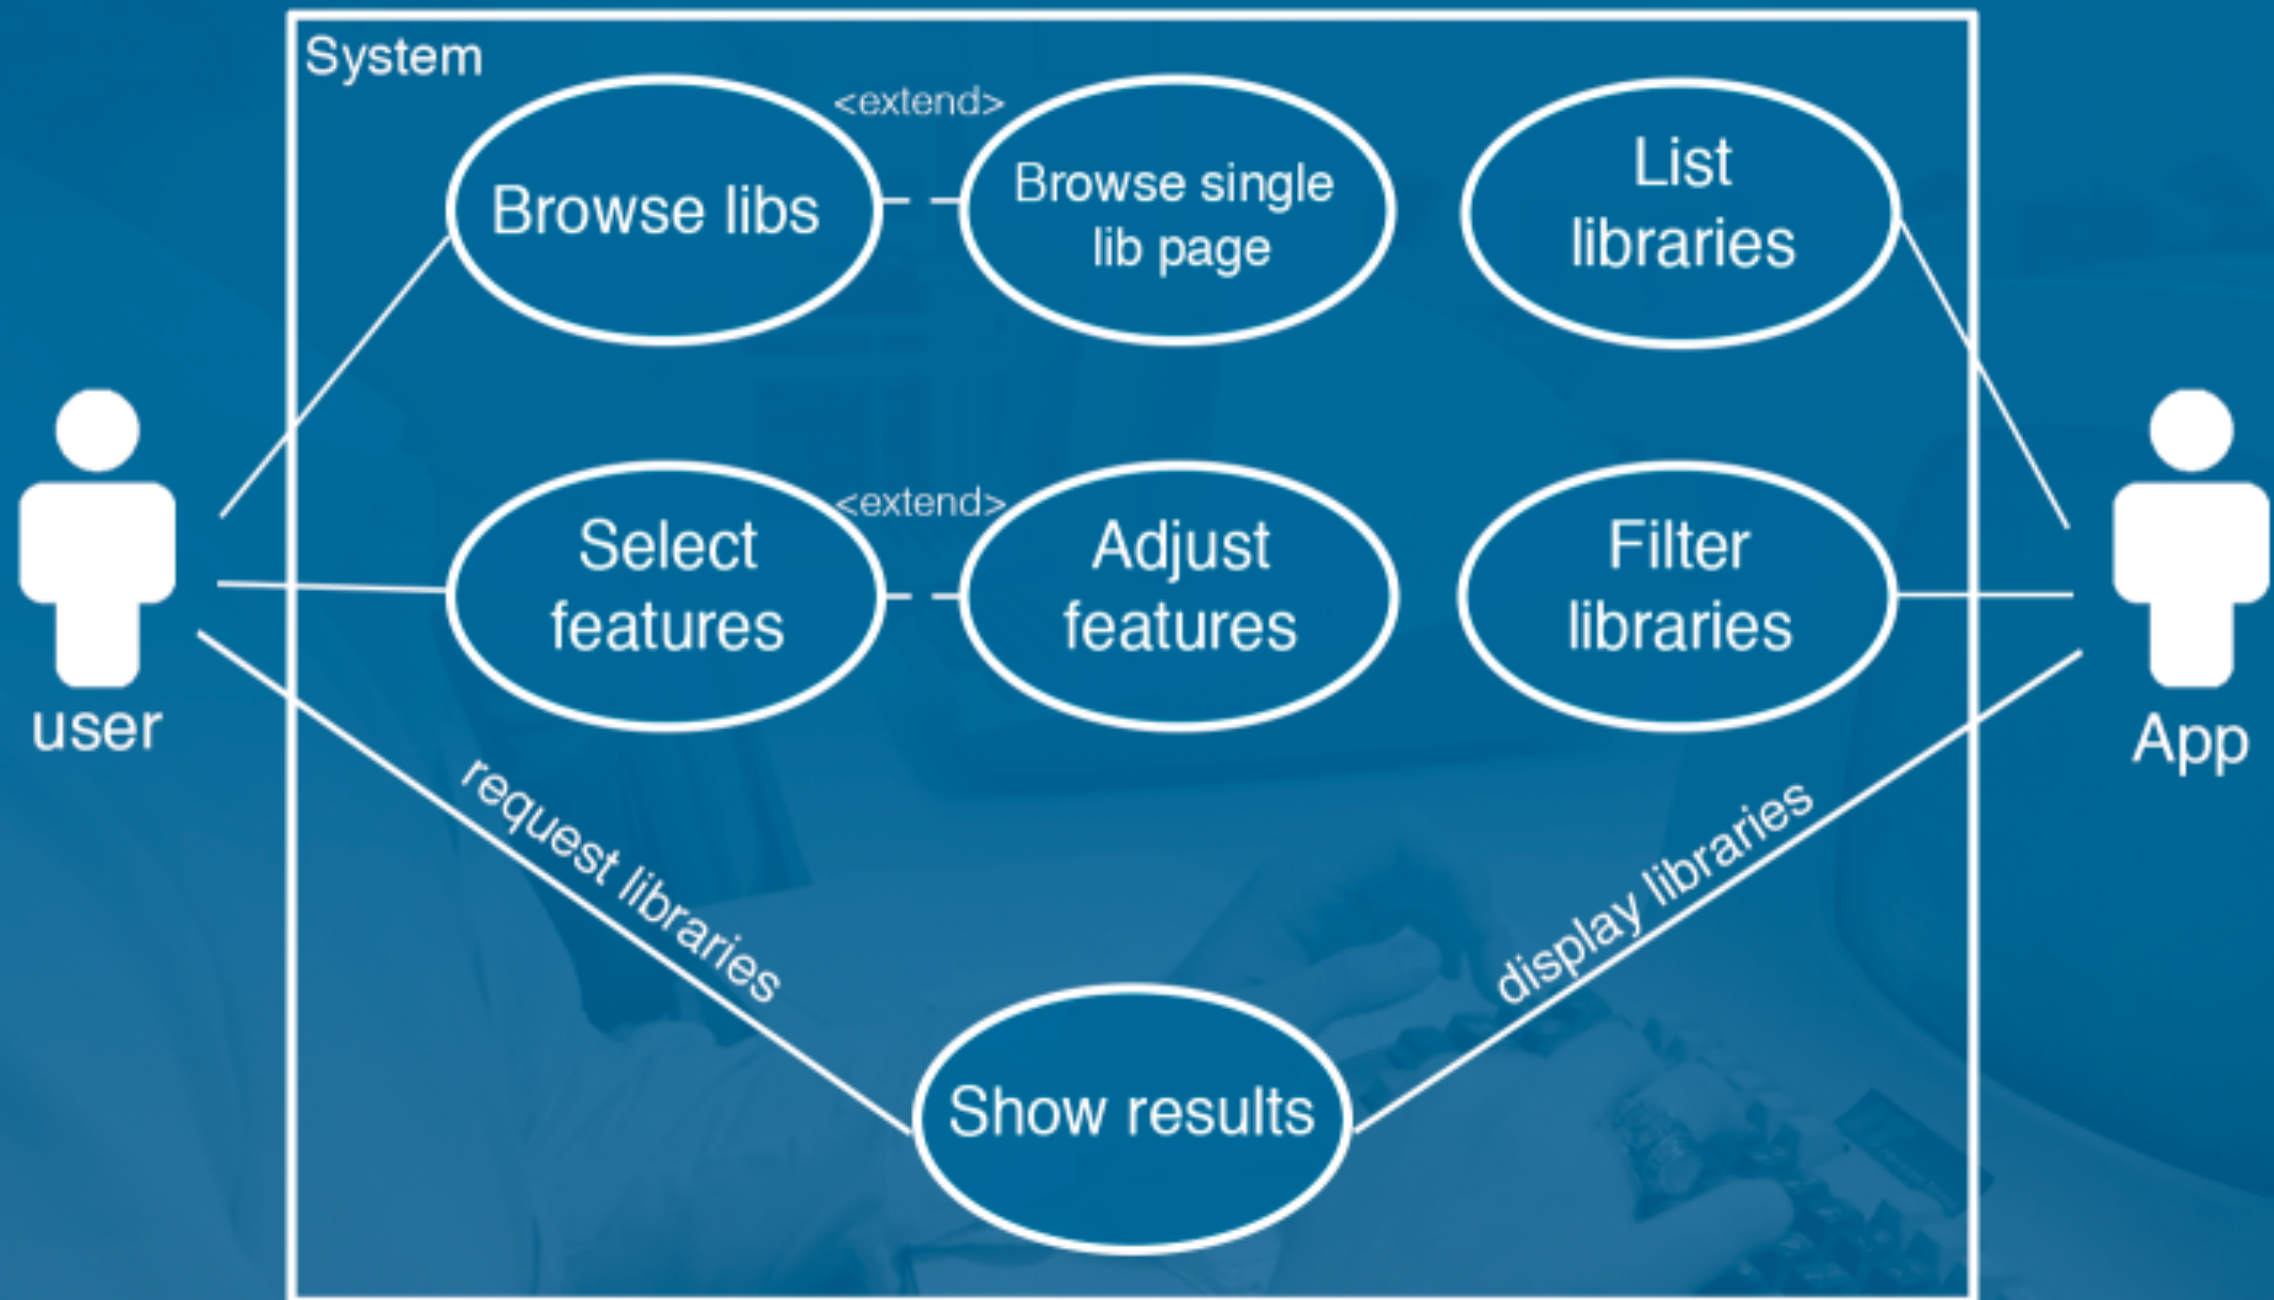 System
<extend>
Browse libs
Browse single
lib page
List
libraries
<extend>
Select
features
Adjust
features
Filter
libraries
user
App
request libraries
display libraries
Show results